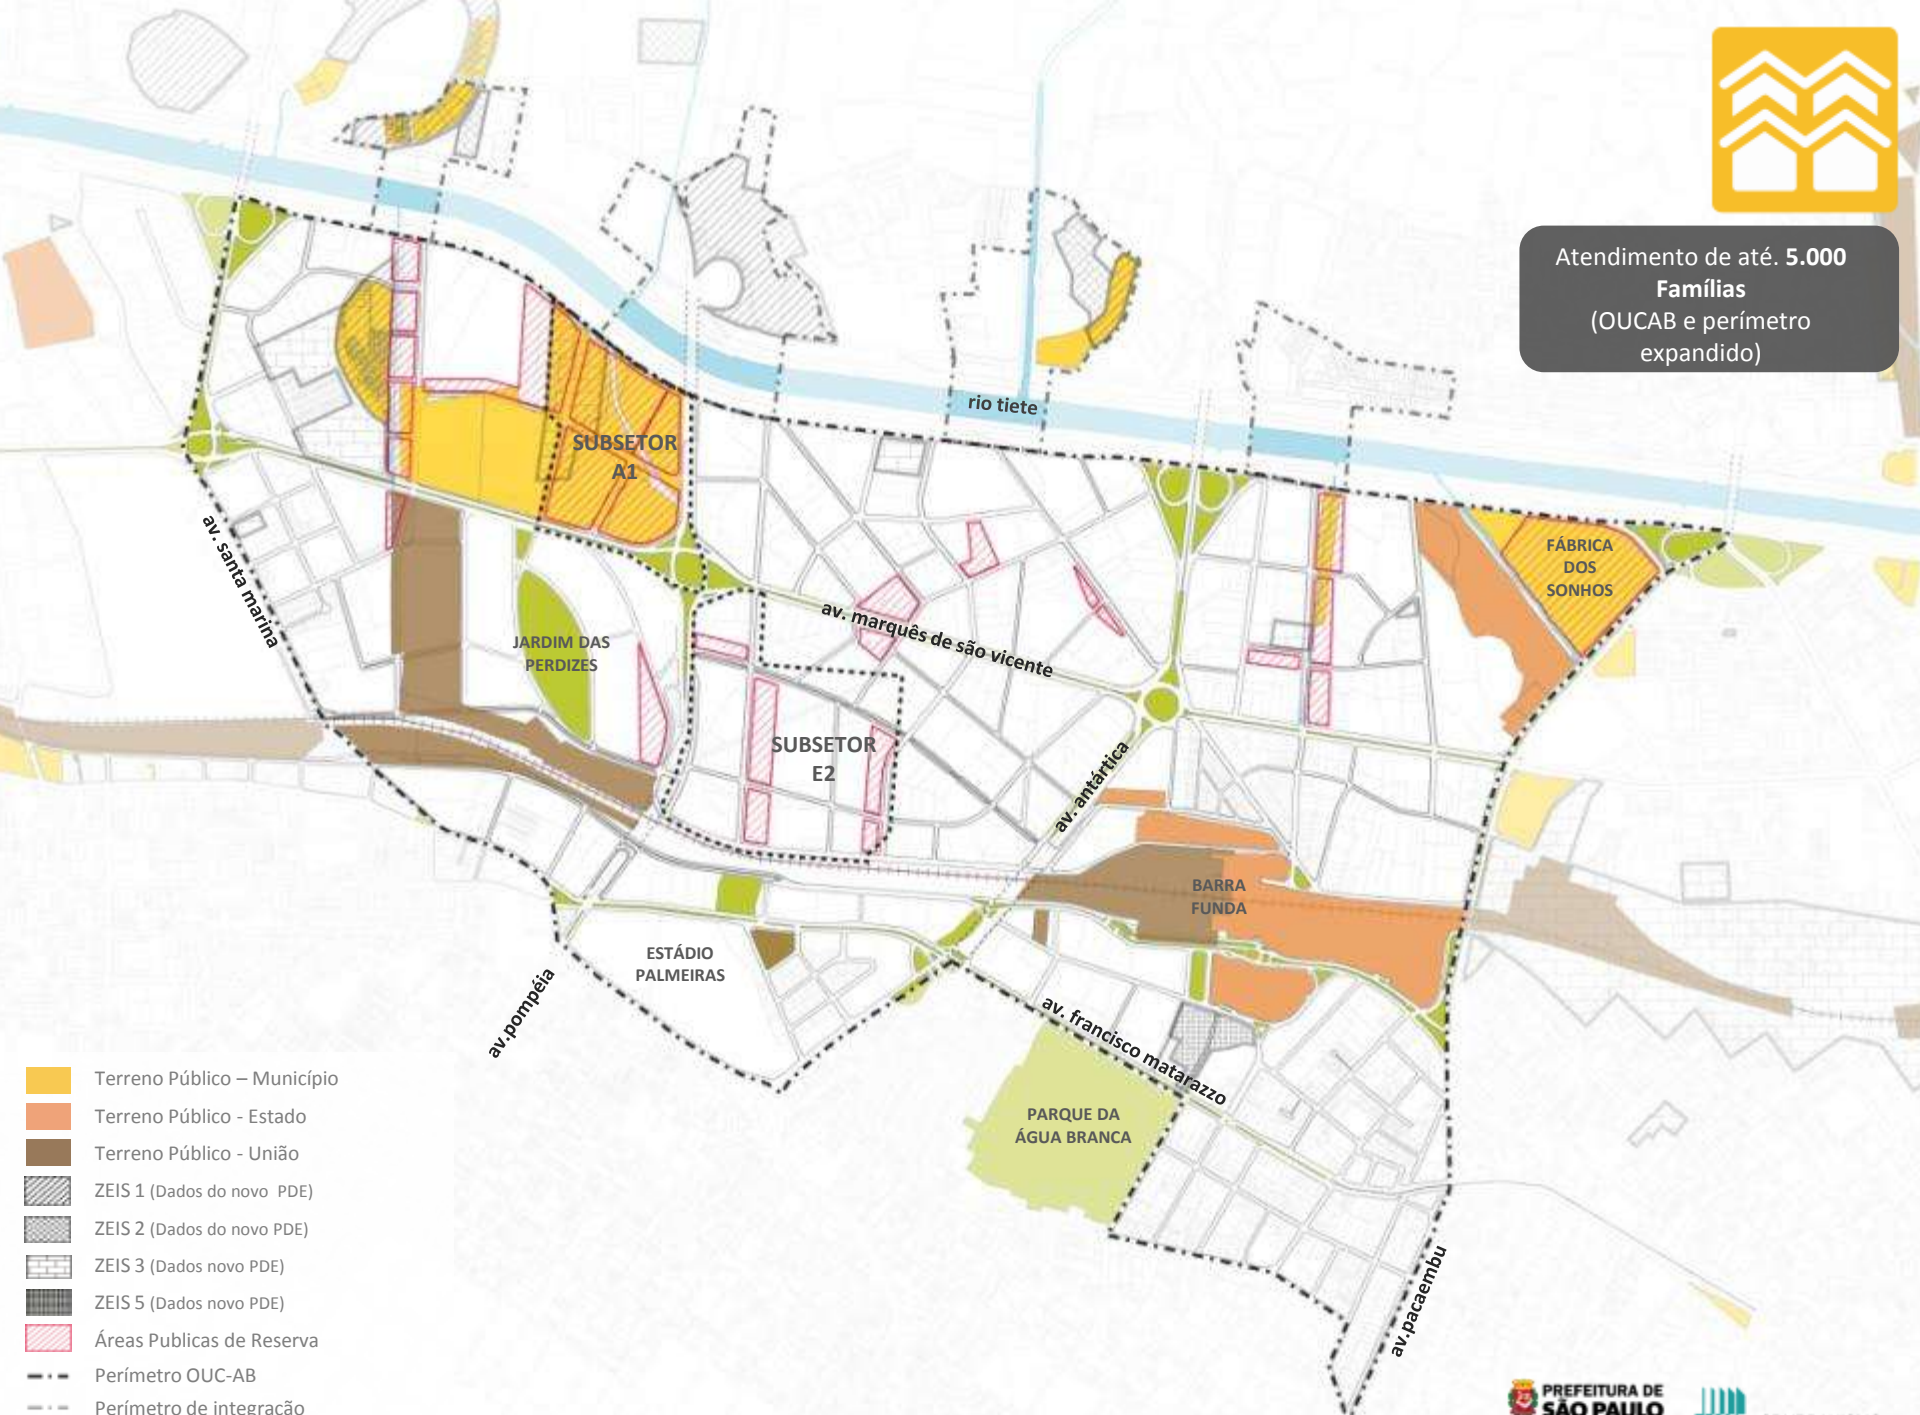 Atendimento de até. 5.000
Famílias
(OUCAB e perímetro
expandido)
rio tiete
SUBSETOR
A1
FÁBRICA
DOS
SONHOS
av. santa marina
JARDIM DAS
PERDIZES
av. marquês de são vicente
SUBSETOR
E2
av. antártica
BARRA
FUNDA
ESTÁDIO
PALMEIRAS
av.pompéia
av. francisco matarazzo
PARQUE DA
ÁGUA BRANCA
av.pacaembu
Terreno Público – Município
Terreno Público - Estado
Terreno Público - União
ZEIS 1 (Dados do novo PDE)
ZEIS 2 (Dados do novo PDE)
ZEIS 3 (Dados novo PDE)
ZEIS 5 (Dados novo PDE)
Áreas Publicas de Reserva
Perímetro OUC-AB
Perímetro de integração
PREFEITURA DE
SÃO PAULO